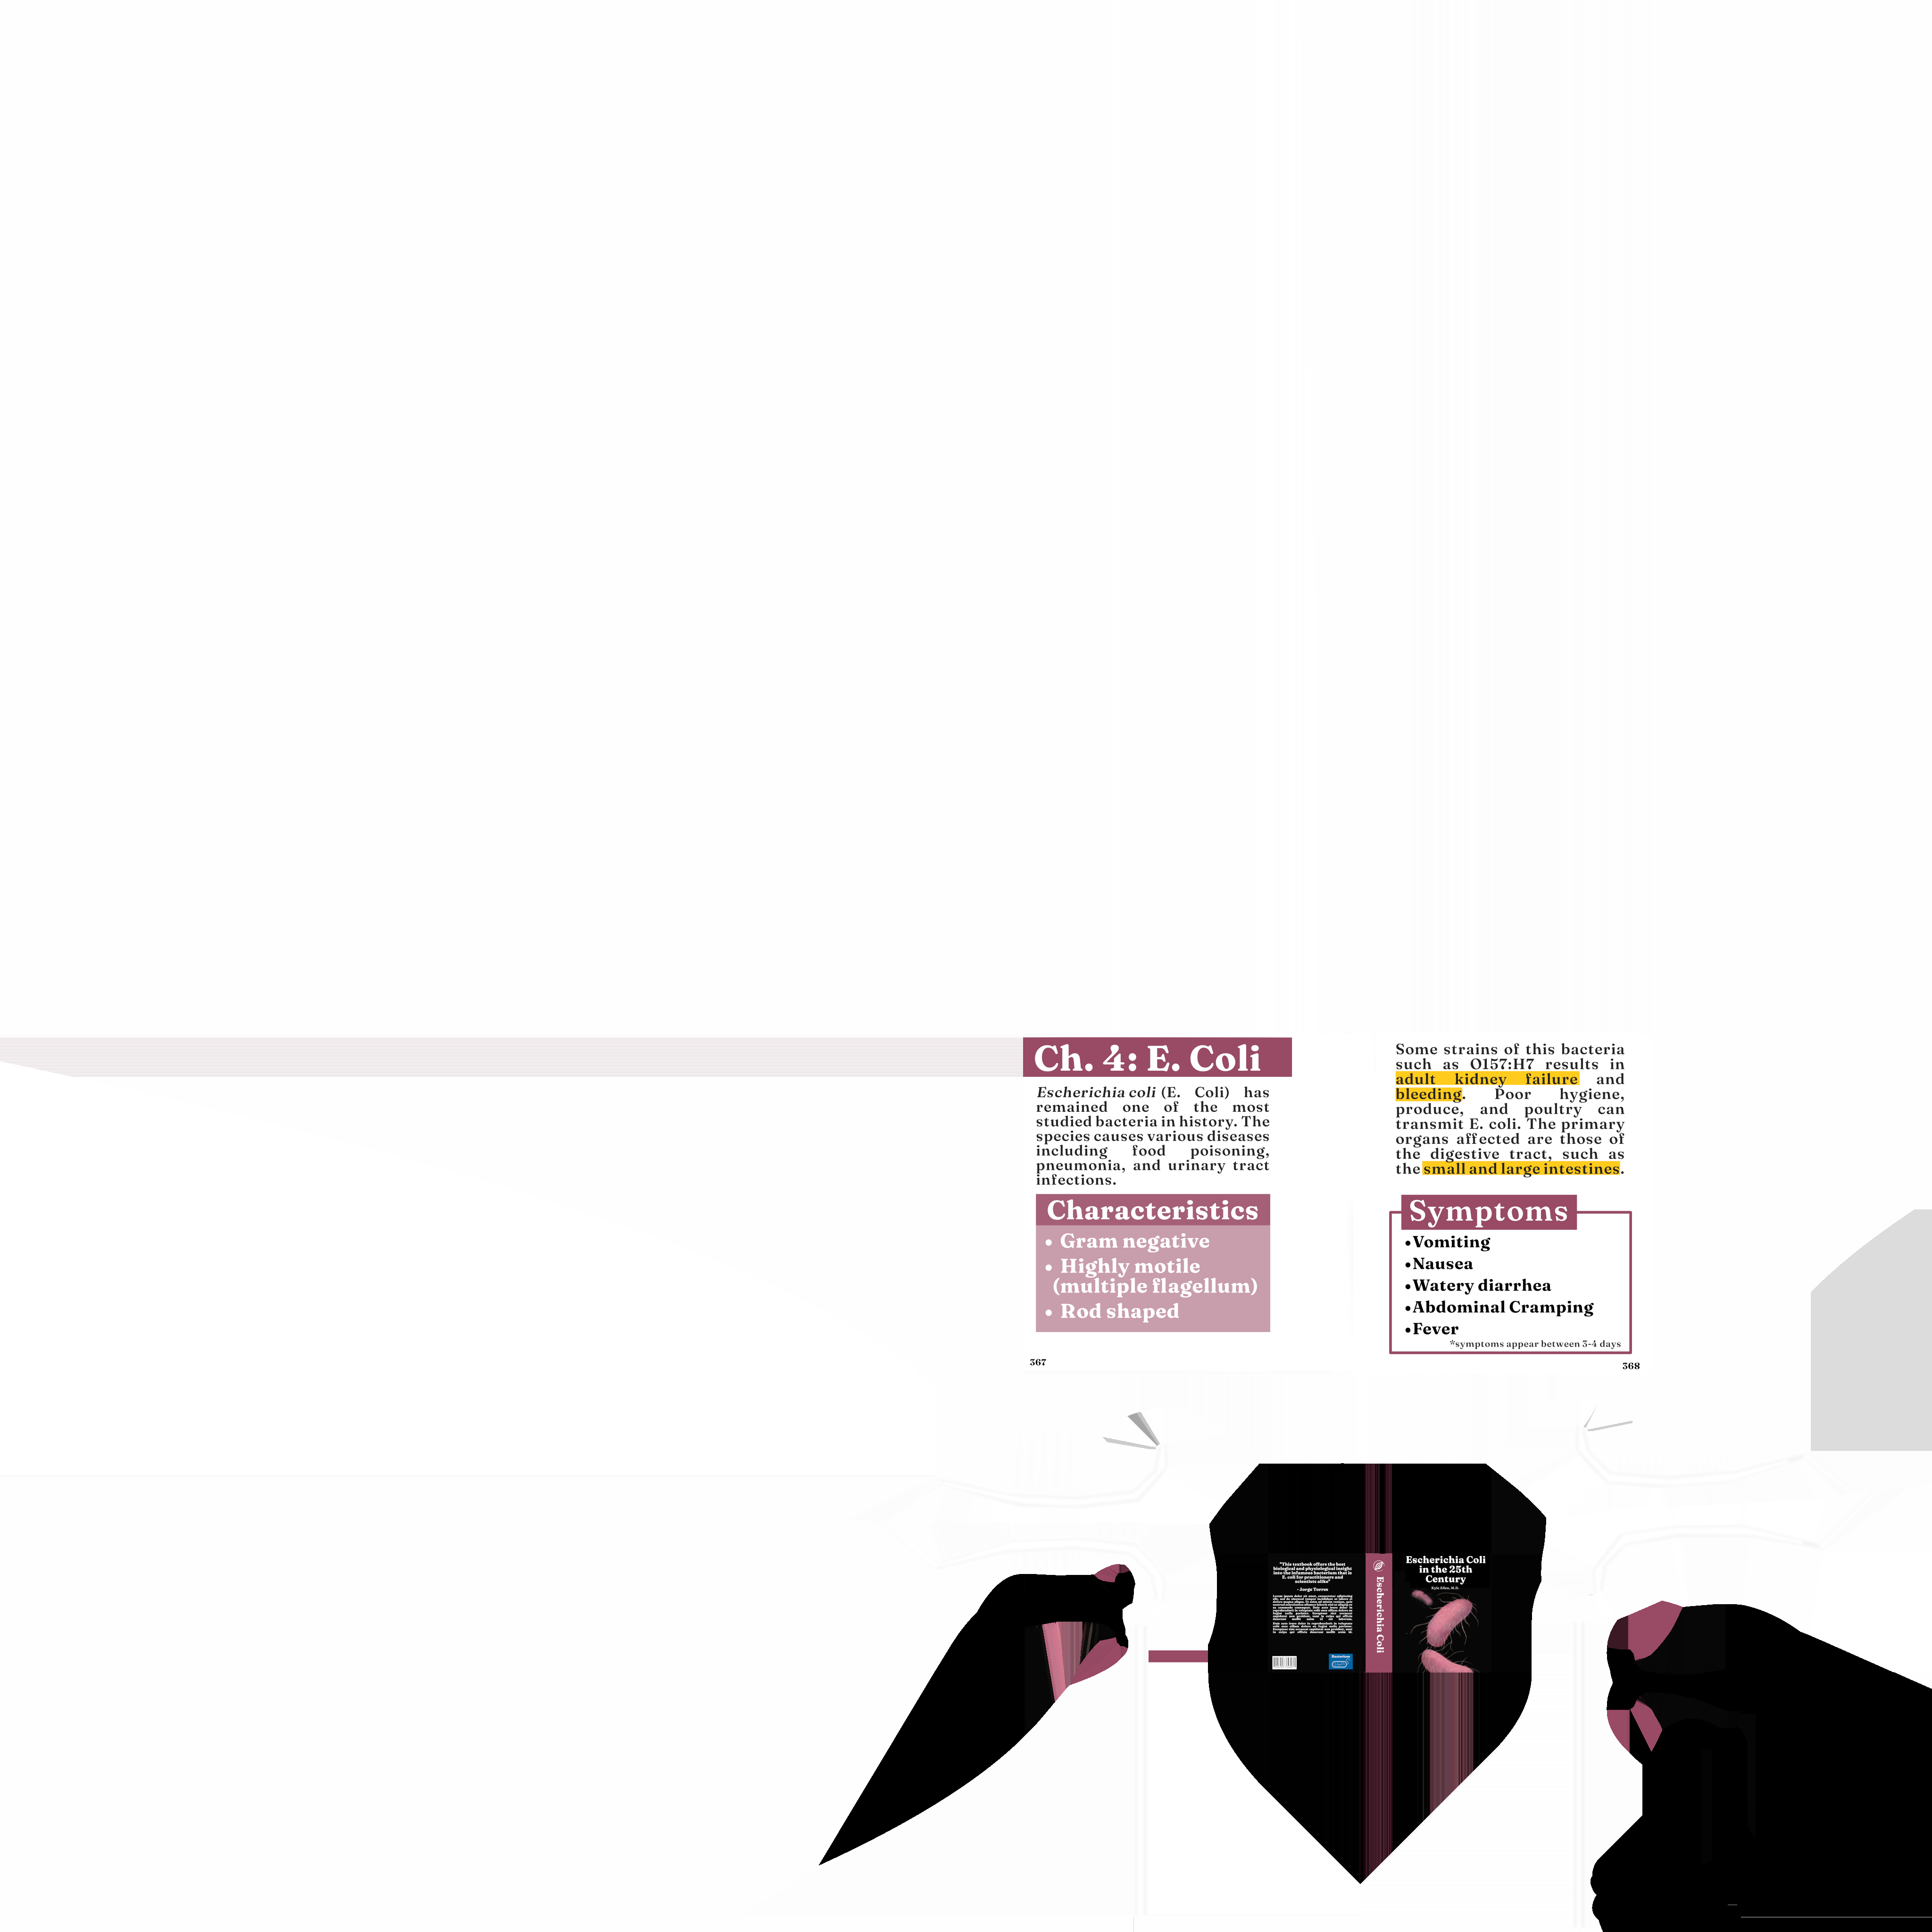 Ch. 4: E. Coli
Escherichia coli (E. Coli) has
remained one of the most
studied bacteria in history. The
species causes various diseases
including food poisoning,
pneumonia, and urinary tract
infections.
Characteristics
• Gram negative
• Highly motile
(multiple flagellum)
• Rod shaped
367
Some strains of this bacteria
such as O157:H7 results in
adult kidney failure and
bleeding. Poor hygiene,
produce, and poultry can
transmit E. coli. The primary
organs affected are those of
the digestive tract, such as
the small and large intestines.
Symptoms
•Vomiting
•Nausea
•Watery diarrhea
•Abdominal Cramping
•Fever
*symptoms appear between 3-4 days
368
"This textbook offers the best
biological and physiological insight
into the infamous bacterium that is
E. coli for practitioners and
scientists alike"
- Jorge Torres
Bacterium
Escherichia Coli
Escherichia Coli
in the 25th
Century
Kyle Allen, M.D.